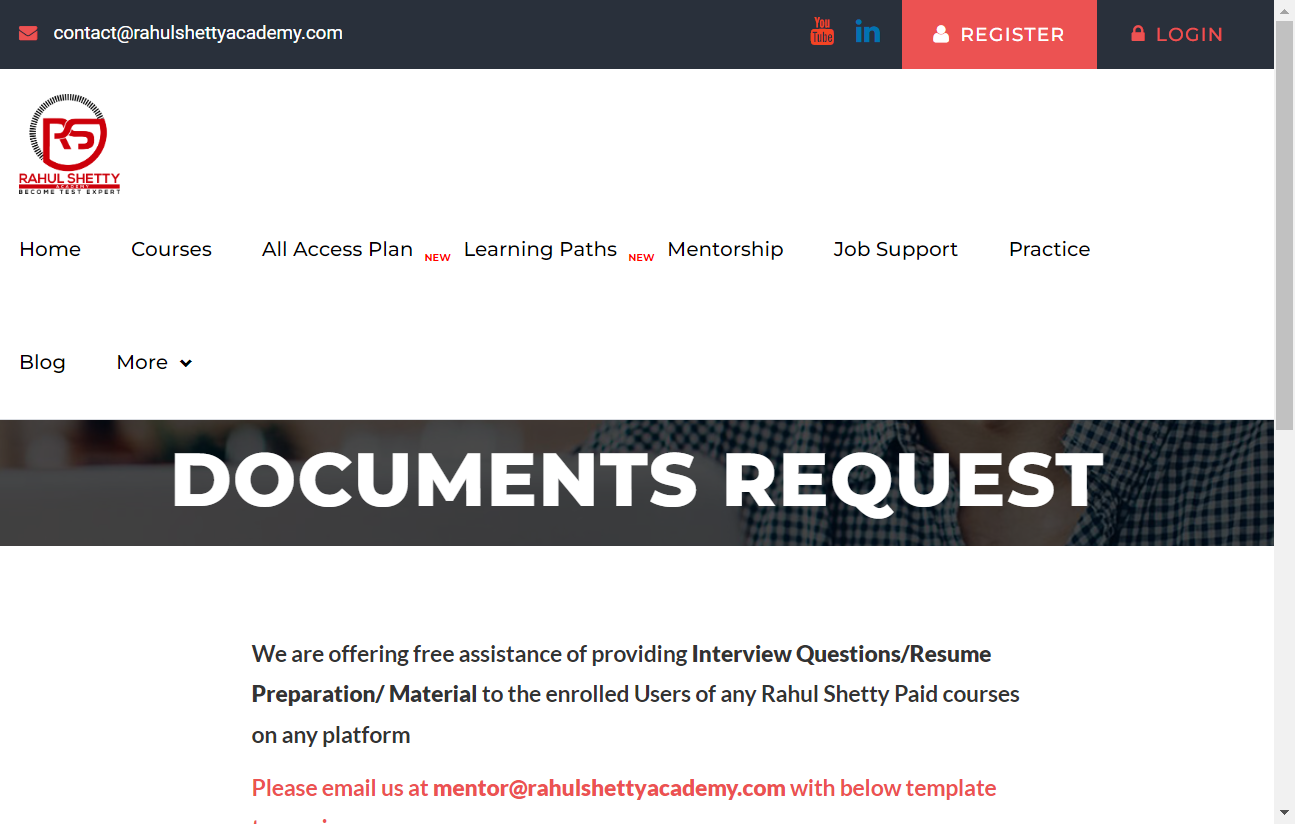 contact@rahulshettyacademy.com
You
Tube
in
REGISTER
LOGIN
RS
RAHUL SHETTY
ACADEMY
BECOME TEST EXPERT
Home Courses All Access Plan NEW Learning Paths NEW Mentorship Job Support Practice
Blog More
DOCUMENTS REQUEST
We are offering free assistance of providing Interview Questions/Resume
Preparation/ Material to the enrolled Users of any Rahul Shetty Paid courses
on any platform
Please email us at mentor@rahulshettyacademy.com with below template